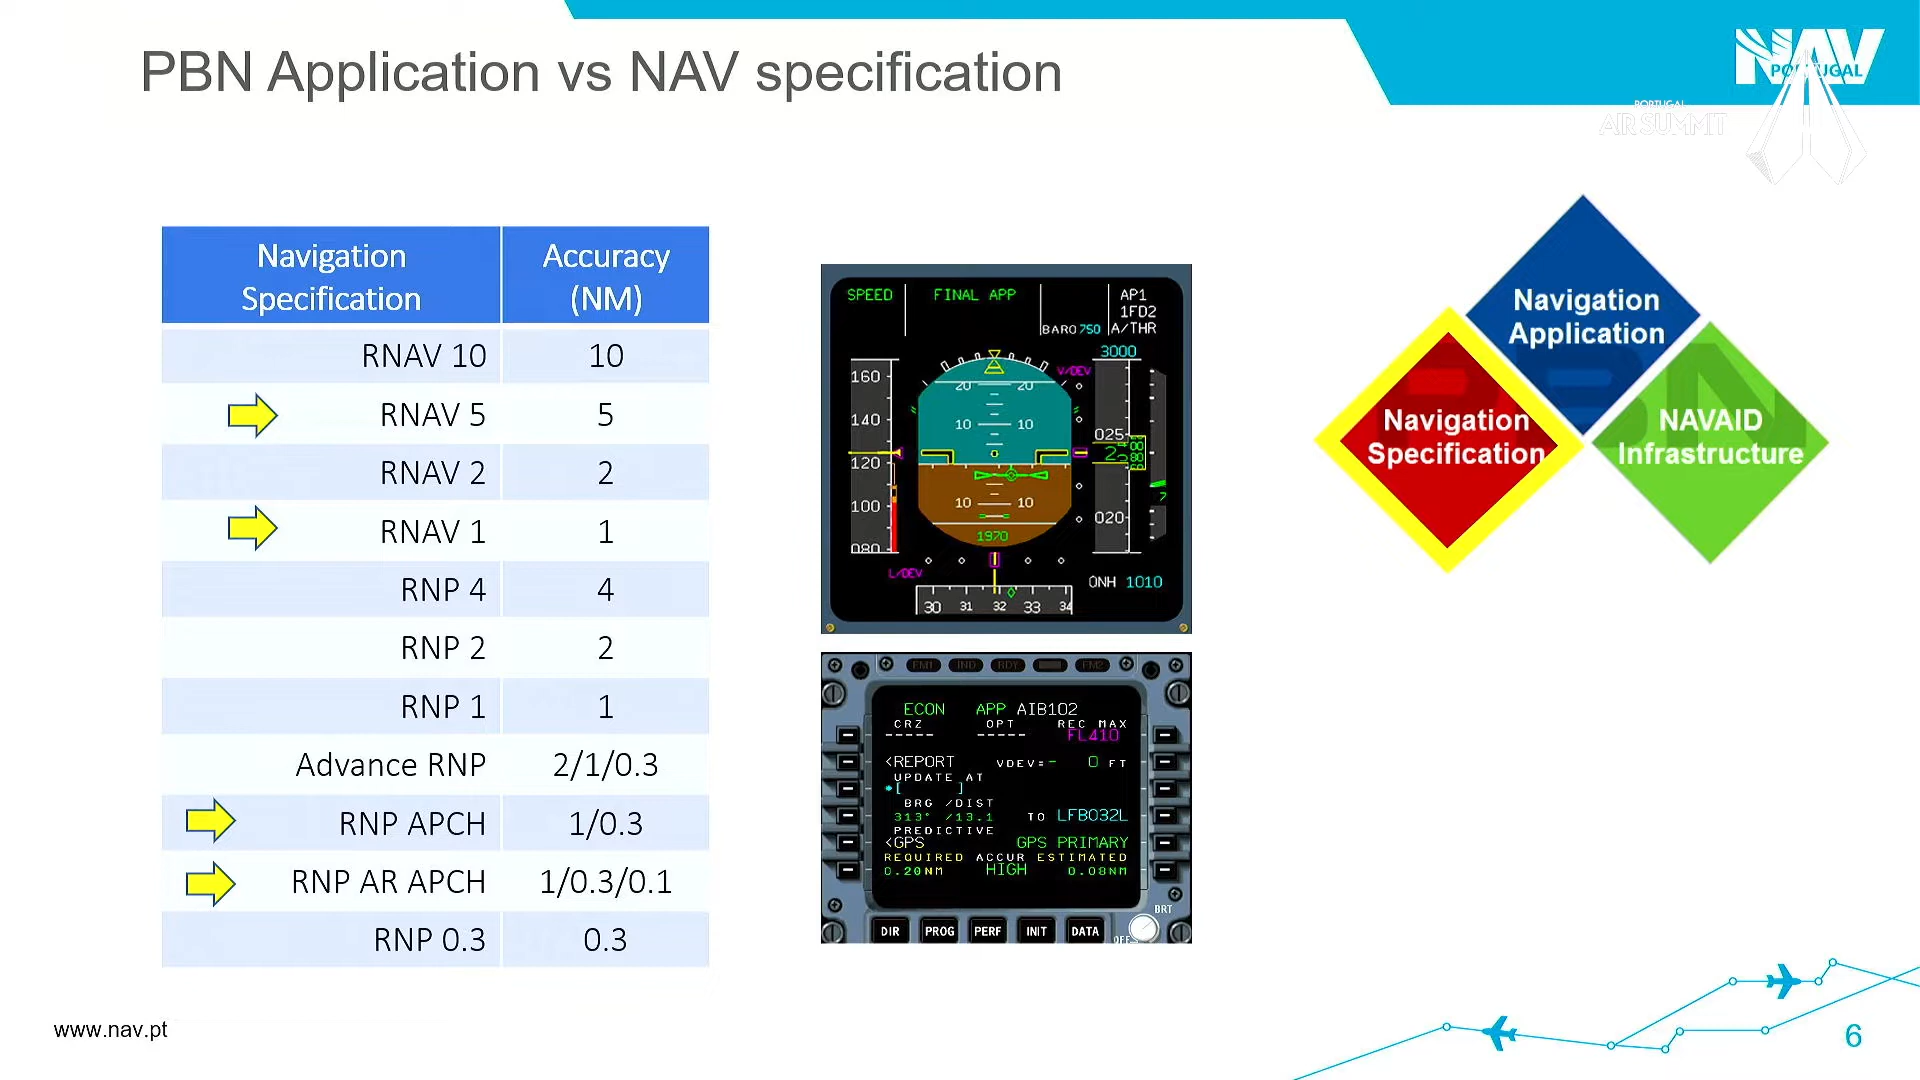 PBN Application vs NAV specification
NAV
PORTUGAL
PORTUGAL
AIR SUMMIT
Navigation Specification
Accuracy (NM)
RNAV 10 10
RNAV 5 5
RNAV 2 2
RNAV 1 1
RNP 4 4
RNP 2 2
RNP 1 1
Advance RNP 2/1/0.3
RNP APCH 1/0.3
RNP AR APCH 1/0.3/0.1
RNP 0.3 0.3
SPEED FINAL APP AP1
1FD2
BARO 750 A/THR
3000
V/DEV
160
20 20
140
10 10
025
120
100
10 10
020
7
1970
080
L/DEV
QNH 1010
30 31 32 33 34
FM1 IND RDY FM2
ECON APP AIB102
CRZ OPT REC MAX
----- ----- FL410
<REPORT VDEV=- 0 FT
UPDATE AT
*[ ]
BRG /DIST
313° /13.1 TO LFBO32L
PREDICTIVE
<GPS GPS PRIMARY
REQUIRED ACCUR ESTIMATED
0.20NM HIGH 0.08NM
BRT
DIR PROG PERF INIT DATA
OFF
Navigation
Application
Navigation
Specification
NAVAID
Infrastructure
www.nav.pt
6